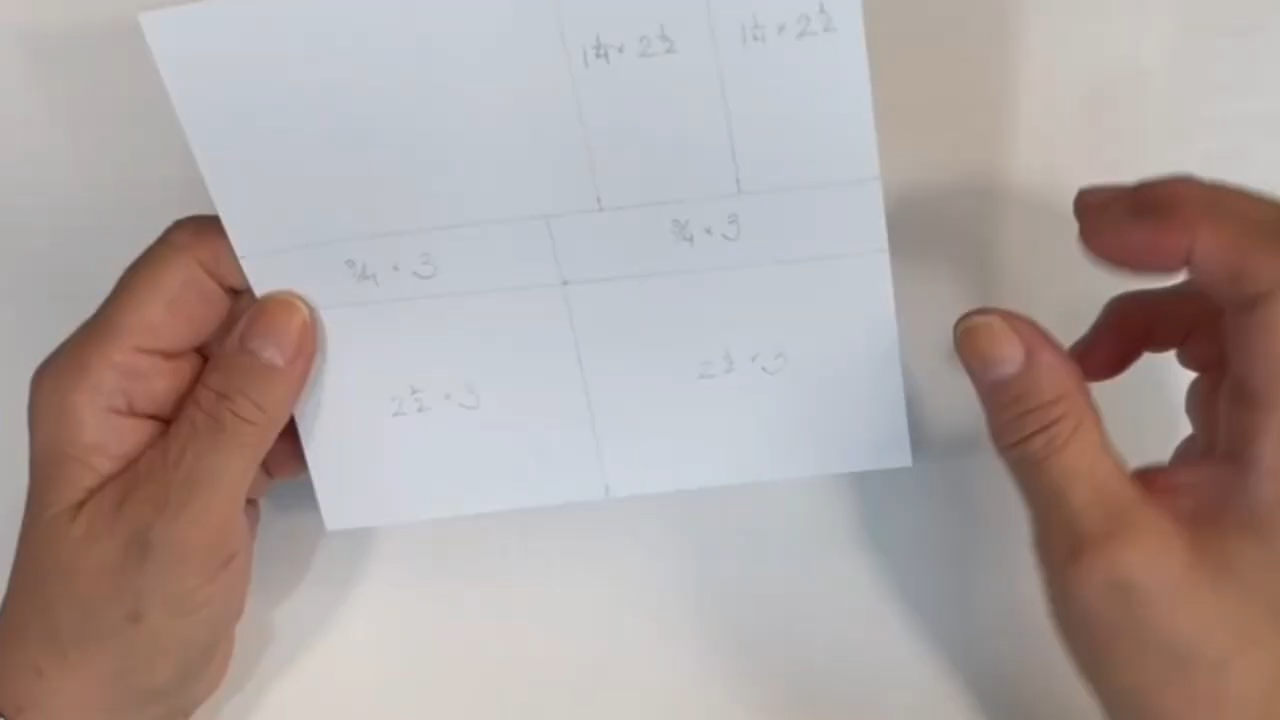 1¼ × 2½
1¼ × 2½
¾ × 3
¾ × 3
2½ × 3
2½ × 3